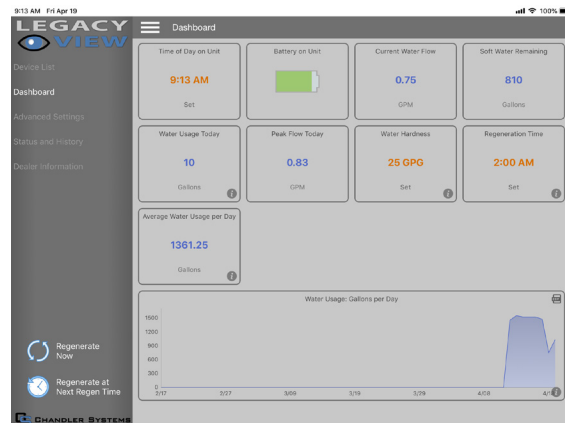 9:13 AM Fri Apr 19
100%
LEGACY
VIEW
Dashboard
Device List
Dashboard
Advanced Settings
Status and History
Dealer Information
Regenerate
Now
Regenerate at
Next Regen Time
CHANDLER SYSTEMS
Time of Day on Unit
9:13 AM
Set
Battery on Unit
Current Water Flow
0.75
GPM
Soft Water Remaining
810
Gallons
Water Usage Today
10
Gallons
Peak Flow Today
0.83
GPM
Water Hardness
25 GPG
Set
Regeneration Time
2:00 AM
Set
Average Water Usage per Day
1361.25
Gallons
Water Usage: Gallons per Day
1500
1200
900
600
300
0
2/17 2/27 3/09 3/19 3/29 4/08